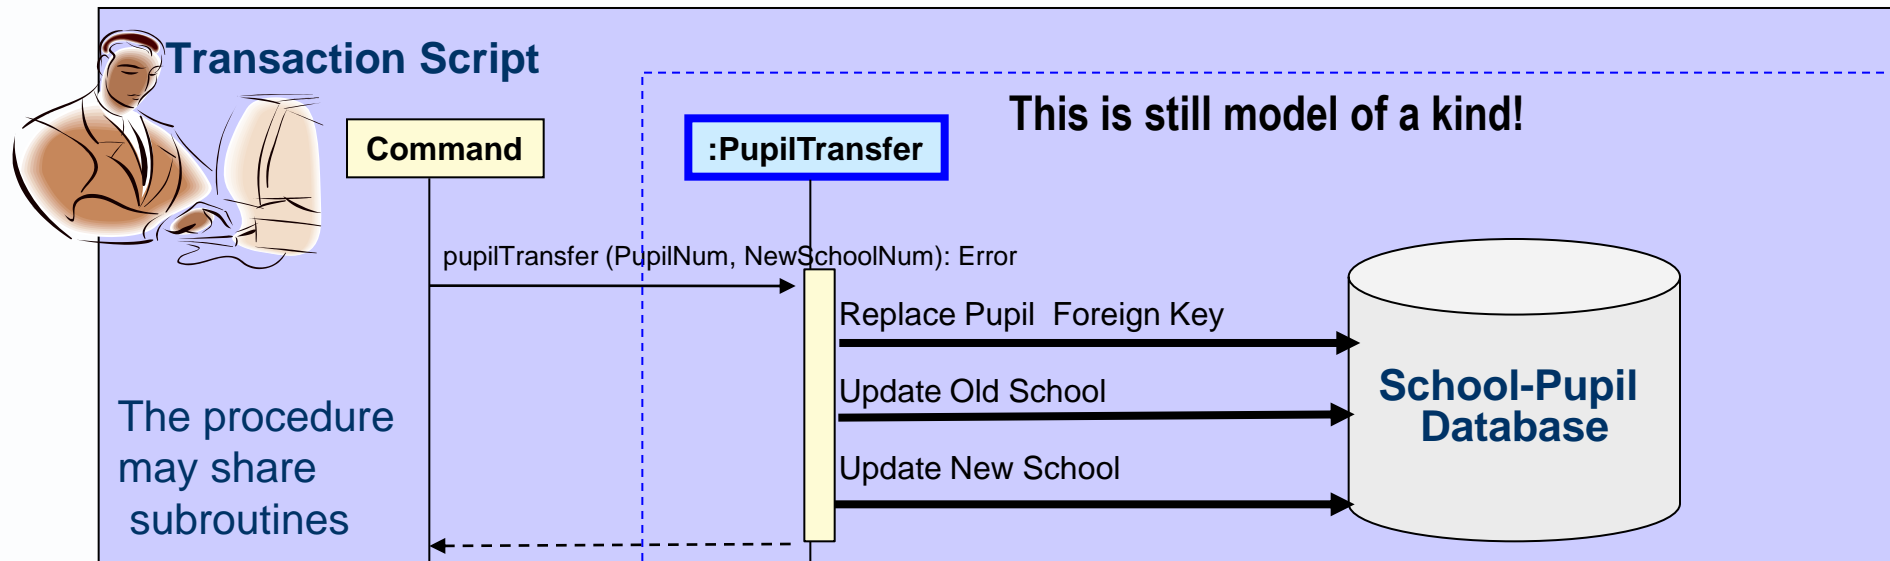 Transaction Script
This is still model of a kind!
Command
:PupilTransfer
pupilTransfer (PupilNum, NewSchoolNum): Error
Replace Pupil  Foreign Key
Update Old School
Update New School
School-Pupil
Database
The procedure
may share
subroutines